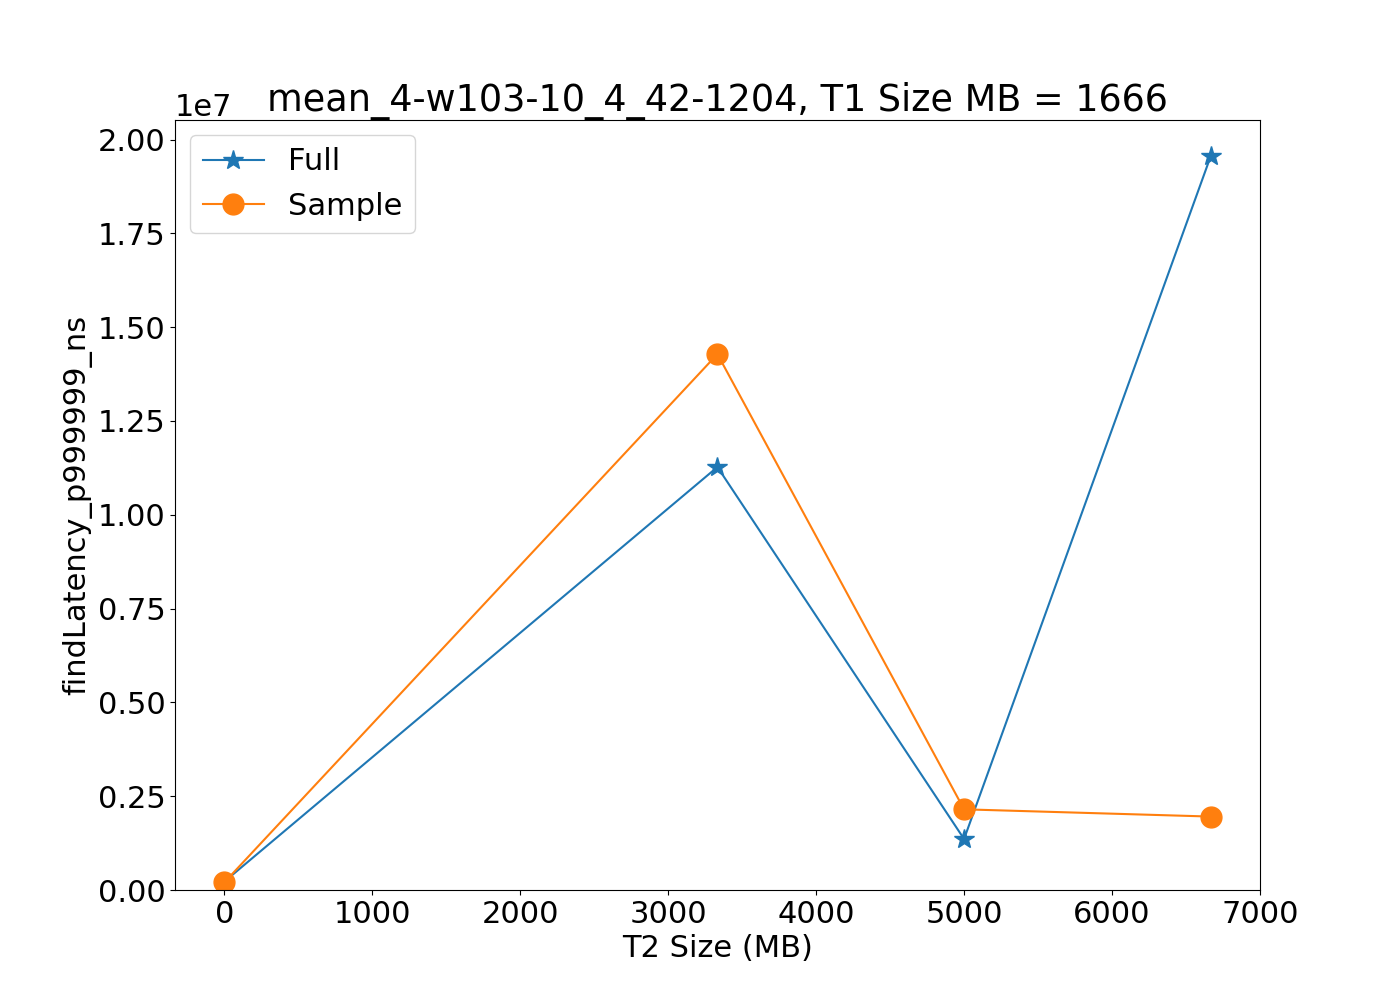 mean_4-w103-10_4_42-1204, T1 Size MB = 1666
1e7
Full
Sample
2.00
1.75
1.50
1.25
1.00
0.75
0.50
0.25
0.00
findLatency_p999999_ns
0 1000 2000 3000 4000 5000 6000 7000
T2 Size (MB)